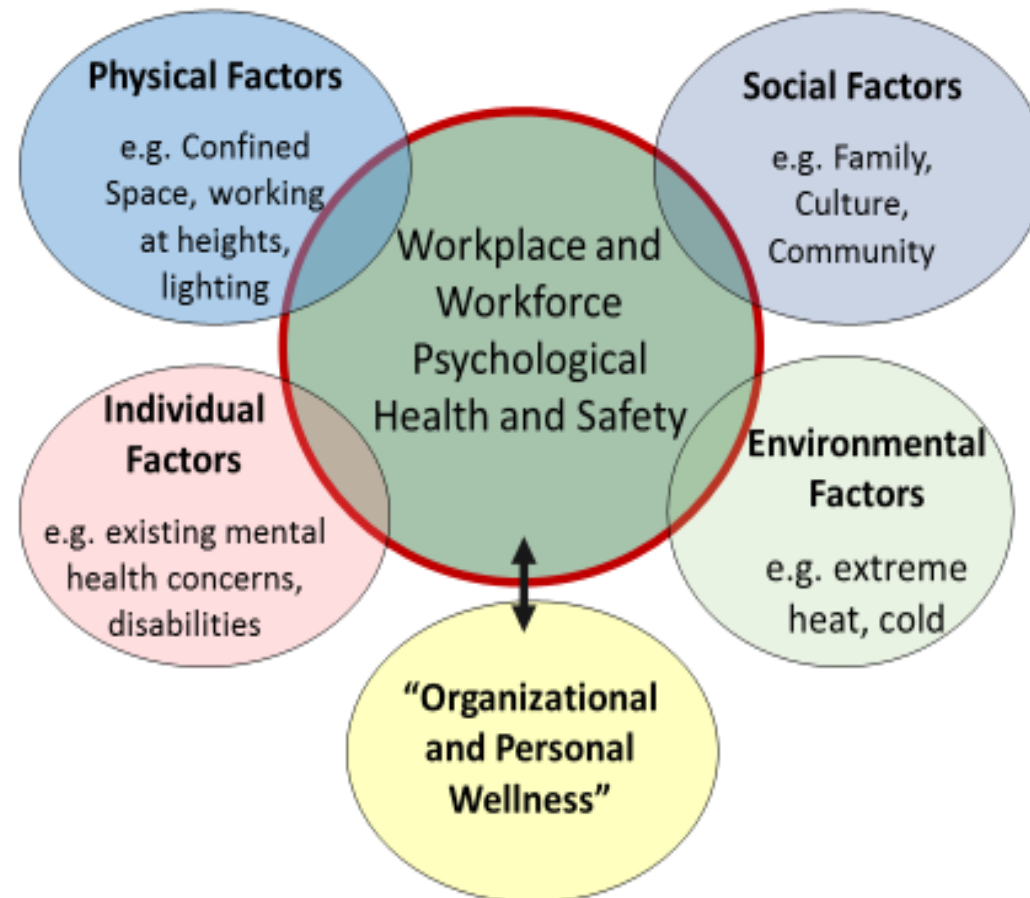 Physical Factors
e.g. Confined
Space, working
at heights,
lighting
Social Factors
e.g. Family,
Culture,
Community
Workplace and
Workforce
Psychological
Health and Safety
Individual
Factors
e.g. existing mental
health concerns,
disabilities
Environmental
Factors
e.g. extreme
heat, cold
“Organizational
and Personal
Wellness”